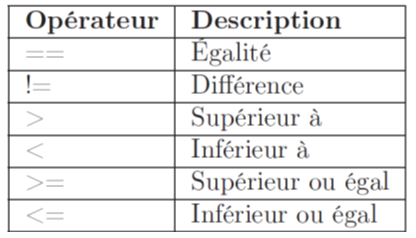 Opérateur Description
== Égalité
!= Différence
> Supérieur à
< Inférieur à
>= Supérieur ou égal
<= Inférieur ou égal